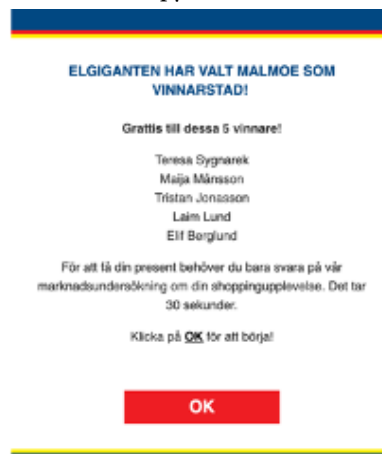 ELGIGANTEN HAR VALT MALMOE SOM
VINNARSTAD!
Grattis till dessa 5 vinnare!
Teresa Sygnarek
Maija Månsson
Tristan Jonasson
Laim Lund
Elif Berglund
För att få din present behöver du bara svara på vår
marknadsundersökning om din shoppingupplevelse. Det tar
30 sekunder.
Klicka på OK för att börja!
OK